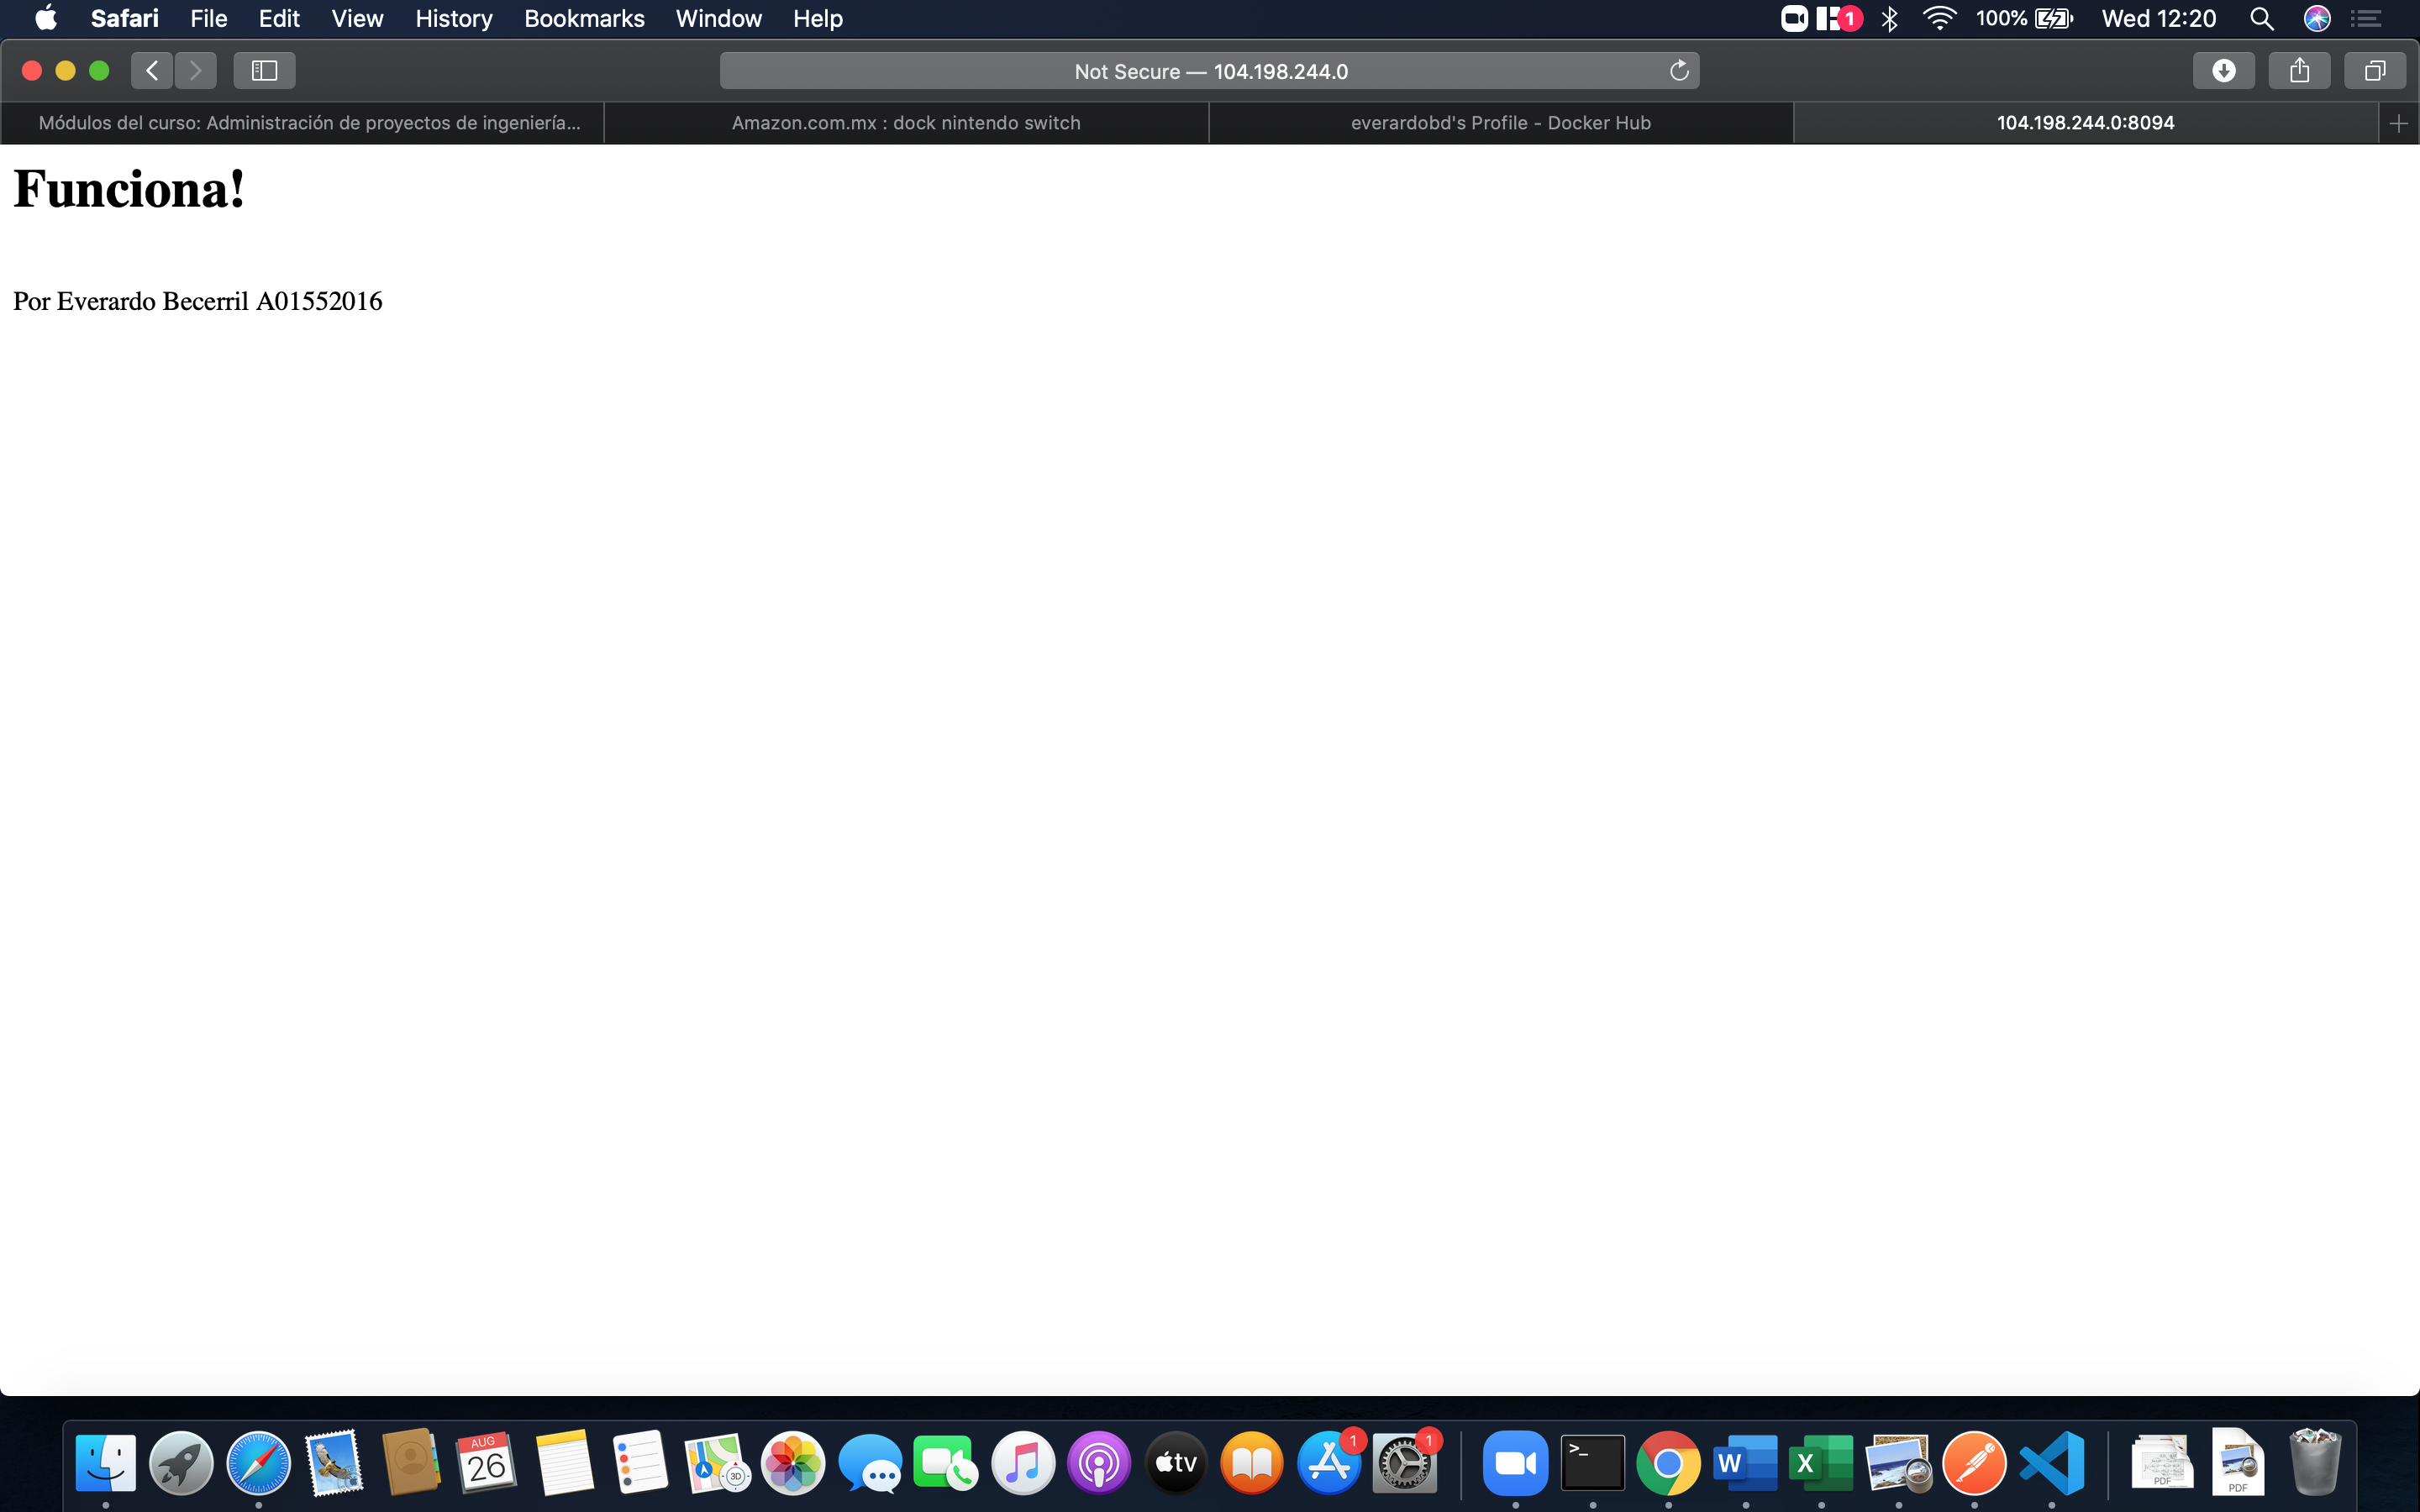 Safari File Edit View History Bookmarks Window Help 1 100% Wed 12:20
Not Secure — 104.198.244.0
Módulos del curso: Administración de proyectos de ingeniería... Amazon.com.mx : dock nintendo switch everardobd's Profile - Docker Hub 104.198.244.0:8094
Funciona!
Por Everardo Becerril A01552016
AUG
26
3D
tv
1
1
>_
W
X
PDF
PDF